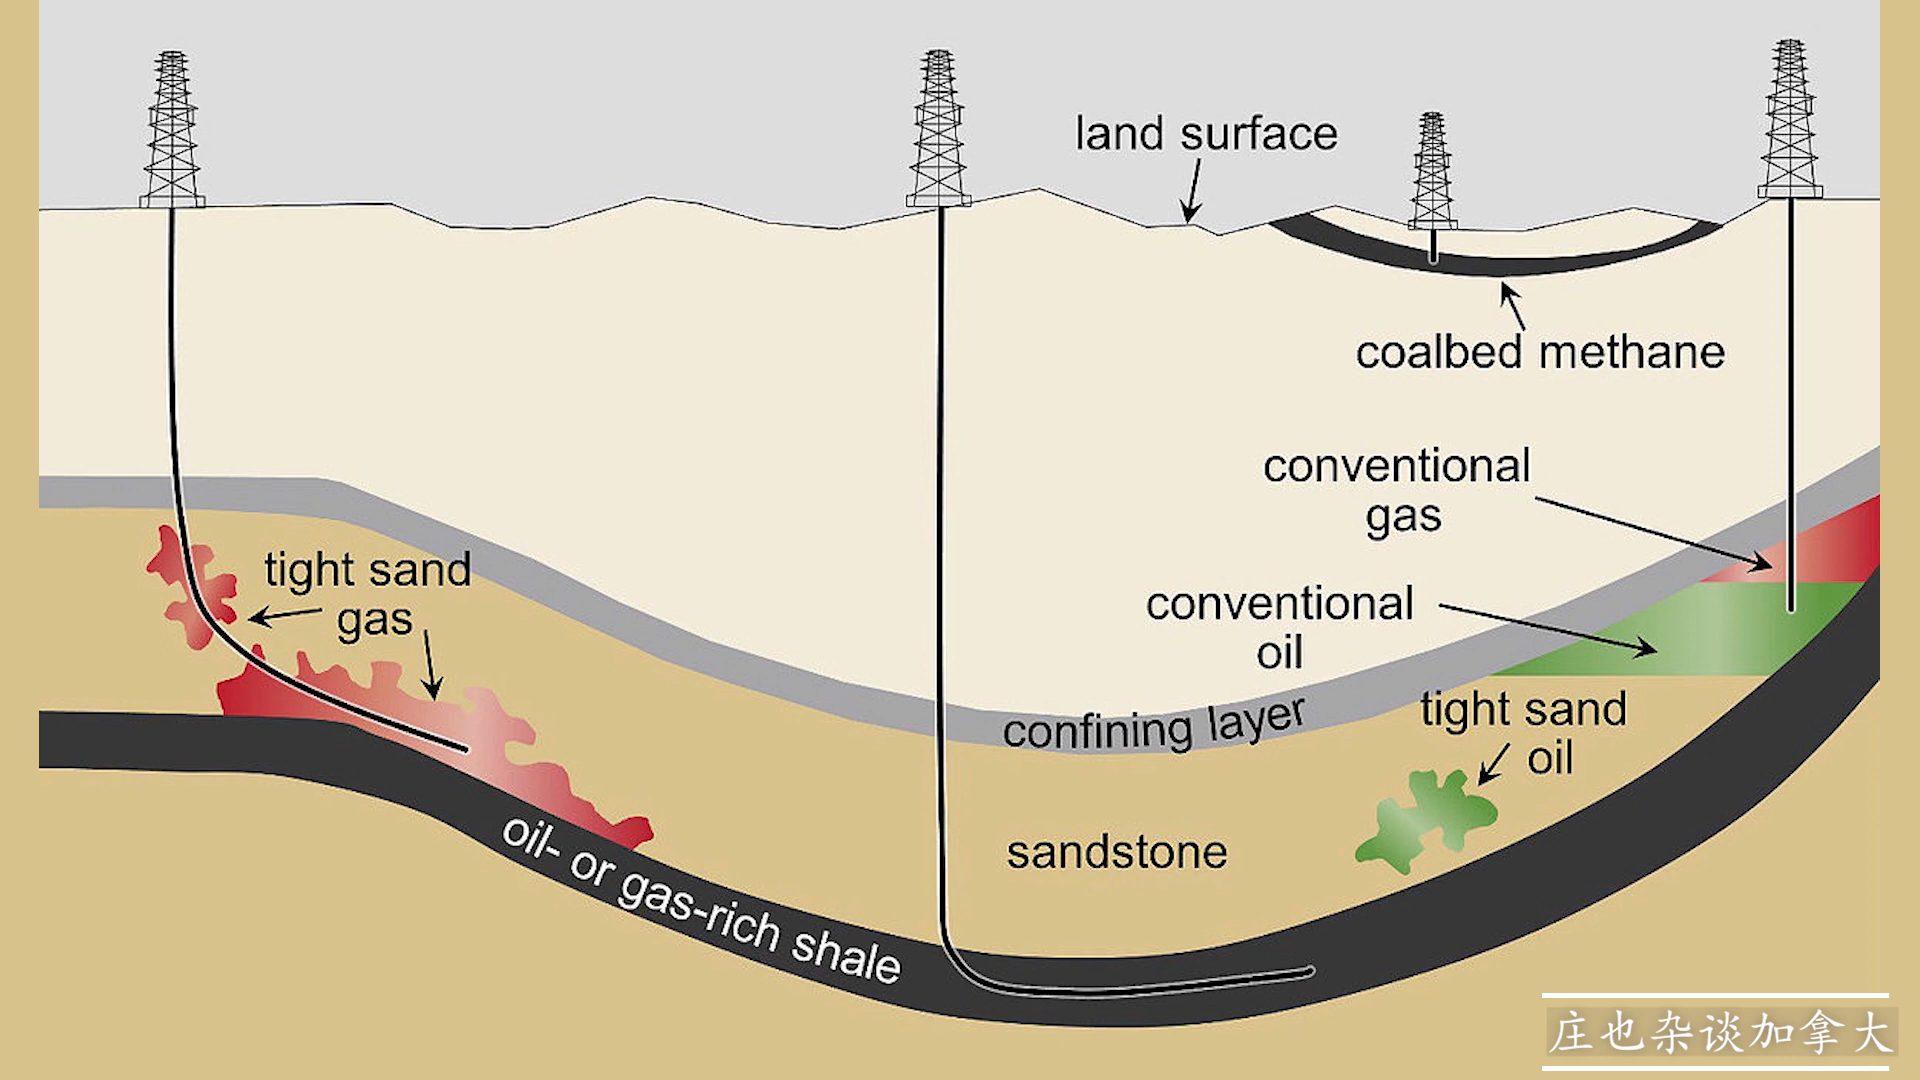 land surface
coalbed methane
conventional
gas
tight sand
gas
conventional
oil
confining layer
tight sand
oil
sandstone
oil- or gas-rich shale
庄也杂谈加拿大